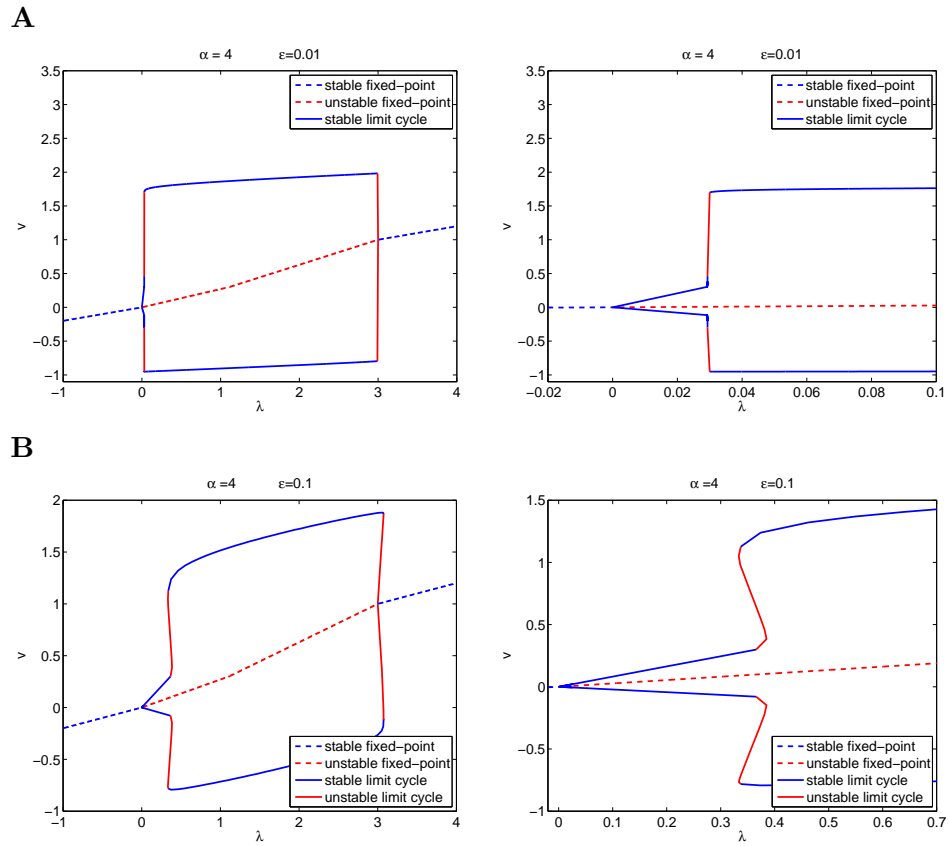 A
α = 4 ε=0.01
3.5
3
2.5
2
1.5
1
0.5
0
−0.5
−1
v
−1 0 1 2 3 4
λ
stable fixed−point
unstable fixed−point
stable limit cycle
α = 4 ε=0.01
3.5
3
2.5
2
1.5
1
0.5
0
−0.5
−1
v
−0.02 0 0.02 0.04 0.06 0.08 0.1
λ
stable fixed−point
unstable fixed−point
stable limit cycle
B
α =4 ε=0.1
2
1.5
1
0.5
0
−0.5
−1
v
−1 0 1 2 3 4
λ
stable fixed−point
unstable fixed−point
stable limit cycle
unstable limit cycle
α =4 ε=0.1
1.5
1
0.5
0
−0.5
−1
v
0 0.1 0.2 0.3 0.4 0.5 0.6 0.7
λ
stable fixed−point
unstable fixed−point
stable limit cycle
unstable limit cycle